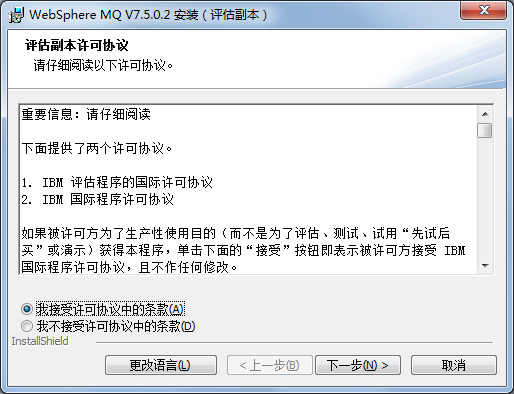 WebSphere MQ V7.5.0.2 安装（评估副本）
评估副本许可协议
请仔细阅读以下许可协议。
重要信息：请仔细阅读
下面提供了两个许可协议。
1. IBM 评估程序的国际许可协议
2. IBM 国际程序许可协议
如果被许可方为了生产性使用目的（而不是为了评估、测试、试用“先试后
买”或演示）获得本程序，单击下面的“接受”按钮即表示被许可方接受 IBM
国际程序许可协议，且不作任何修改。
我接受许可协议中的条款(A)
我不接受许可协议中的条款(D)
InstallShield
更改语言(L)
< 上一步(B)
下一步(N) >
取消